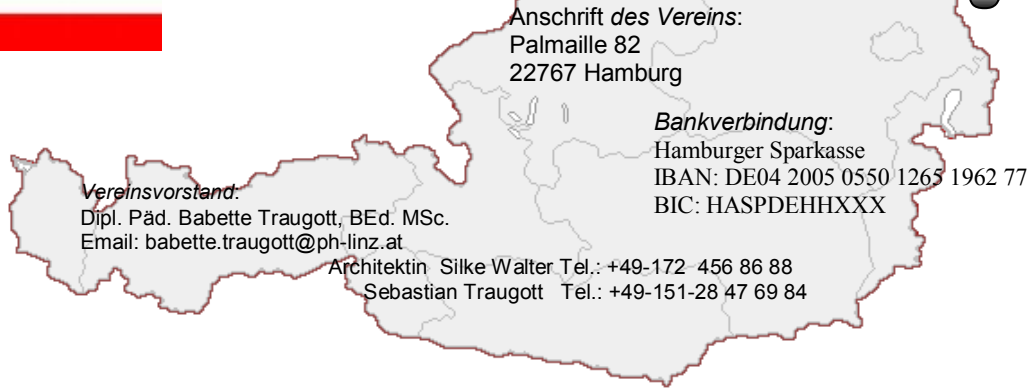 Anschrift des Vereins:
Palmaille 82
22767 Hamburg
Bankverbindung:
Hamburger Sparkasse
IBAN: DE04 2005 0550 1265 1962 77
BIC: HASPDEHHXXX
Vereinsvorstand:
Dipl. Päd. Babette Traugott, BEd. MSc.
Email: babette.traugott@ph-linz.at
Architektin Silke Walter Tel.: +49-172 456 86 88
Sebastian Traugott Tel.: +49-151-28 47 69 84